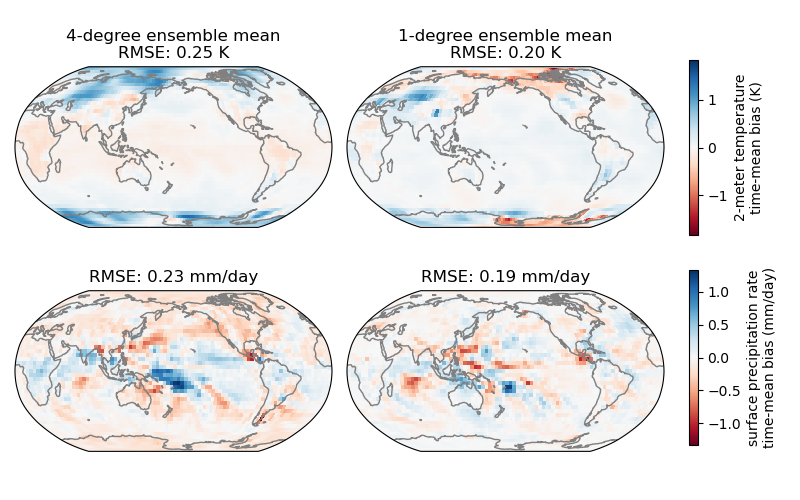 4-degree ensemble mean
RMSE: 0.25 K
1-degree ensemble mean
RMSE: 0.20 K
1
0
−1
2-meter temperature
time-mean bias (K)
RMSE: 0.23 mm/day
RMSE: 0.19 mm/day
1.0
0.5
0.0
−0.5
−1.0
surface precipitation rate
time-mean bias (mm/day)